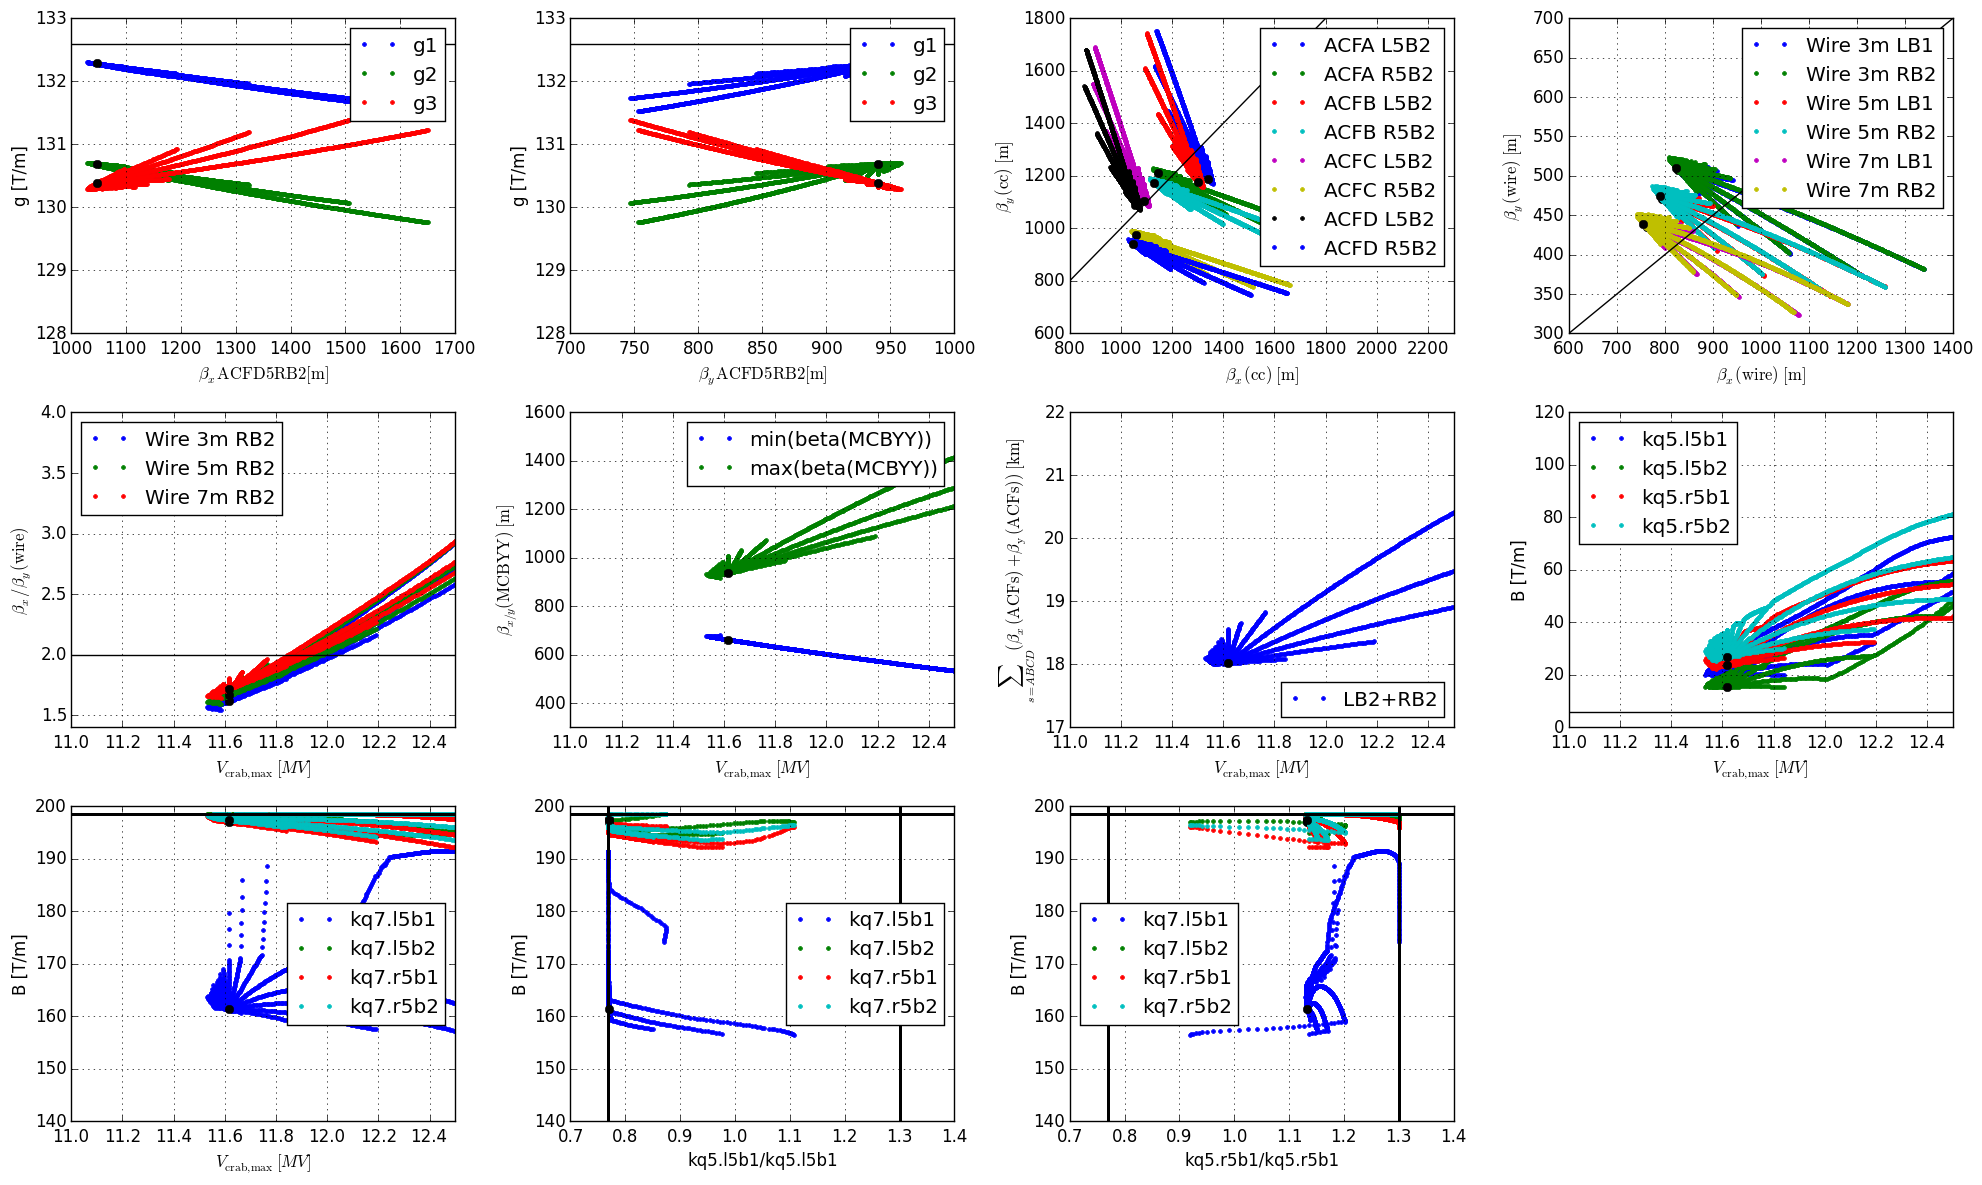 133
132
131
130
129
128
g [T/m]
g1
g2
g3
1000 1100 1200 1300 1400 1500 1600 1700
βx ACFD5RB2[m]
133
132
131
130
129
128
g [T/m]
g1
g2
g3
700 750 800 850 900 950 1000
βy ACFD5RB2[m]
1800
1600
1400
1200
1000
800
600
βy(cc) [m]
ACFA L5B2
ACFA R5B2
ACFB L5B2
ACFB R5B2
ACFC L5B2
ACFC R5B2
ACFD L5B2
ACFD R5B2
800 1000 1200 1400 1600 1800 2000 2200
βx(cc) [m]
700
650
600
550
500
450
400
350
300
βy(wire) [m]
Wire 3m LB1
Wire 3m RB2
Wire 5m LB1
Wire 5m RB2
Wire 7m LB1
Wire 7m RB2
600 700 800 900 1000 1100 1200 1300 1400
βx(wire) [m]
4.0
3.5
3.0
2.5
2.0
1.5
βx/βy(wire)
Wire 3m RB2
Wire 5m RB2
Wire 7m RB2
11.0 11.2 11.4 11.6 11.8 12.0 12.2 12.4
Vcrab,max [MV]
1600
1400
1200
1000
800
600
400
βx/y(MCBYY) [m]
min(beta(MCBYY))
max(beta(MCBYY))
11.0 11.2 11.4 11.6 11.8 12.0 12.2 12.4
Vcrab,max [MV]
22
21
20
19
18
17
∑s=ABCD (βx (ACFs)+βy (ACFs)) [km]
LB2+RB2
11.0 11.2 11.4 11.6 11.8 12.0 12.2 12.4
Vcrab,max [MV]
120
100
80
60
40
20
0
B [T/m]
kq5.l5b1
kq5.l5b2
kq5.r5b1
kq5.r5b2
11.0 11.2 11.4 11.6 11.8 12.0 12.2 12.4
Vcrab,max [MV]
200
190
180
170
160
150
140
B [T/m]
kq7.l5b1
kq7.l5b2
kq7.r5b1
kq7.r5b2
11.0 11.2 11.4 11.6 11.8 12.0 12.2 12.4
Vcrab,max [MV]
200
190
180
170
160
150
140
B [T/m]
kq7.l5b1
kq7.l5b2
kq7.r5b1
kq7.r5b2
0.7 0.8 0.9 1.0 1.1 1.2 1.3 1.4
kq5.l5b1/kq5.l5b1
200
190
180
170
160
150
140
B [T/m]
kq7.l5b1
kq7.l5b2
kq7.r5b1
kq7.r5b2
0.7 0.8 0.9 1.0 1.1 1.2 1.3 1.4
kq5.r5b1/kq5.r5b1